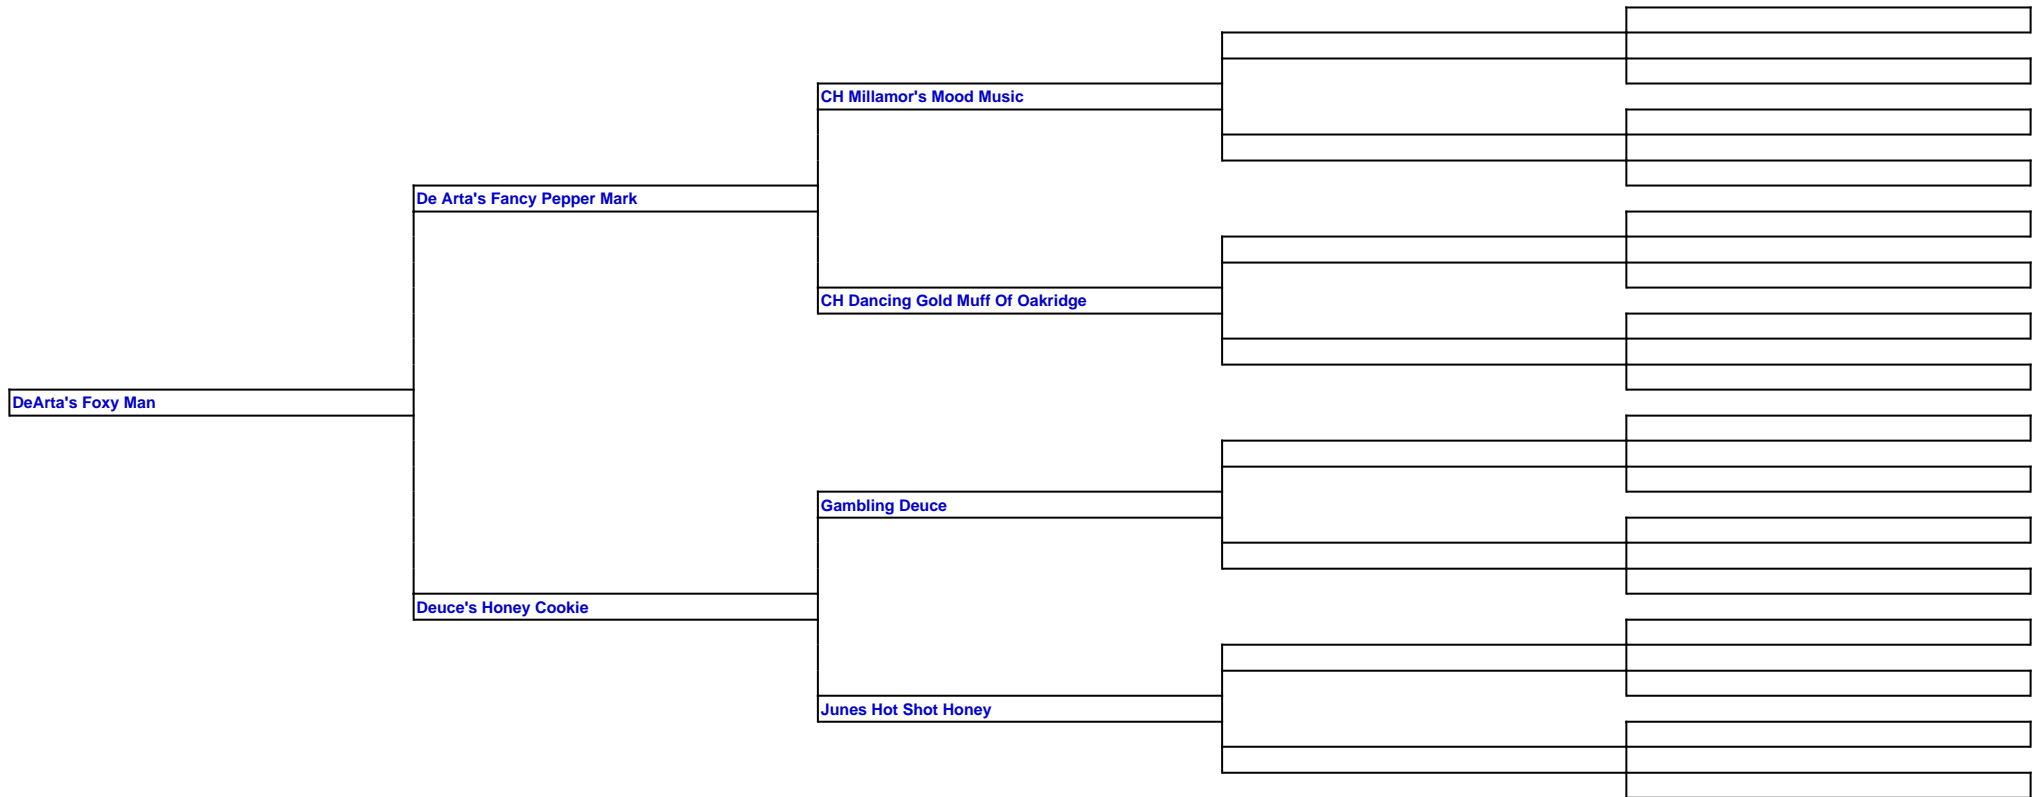 CH Millamor's Mood Music
De Arta's Fancy Pepper Mark
CH Dancing Gold Muff Of Oakridge
DeArta's Foxy Man
Gambling Deuce
Deuce's Honey Cookie
Junes Hot Shot Honey